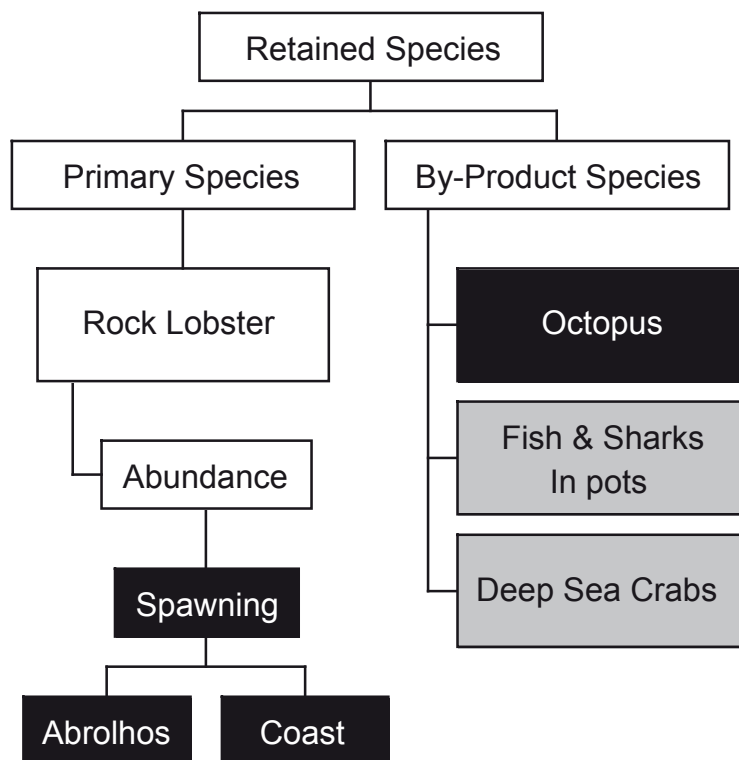 Retained Species
Primary Species
By-Product Species
Rock Lobster
Octopus
Fish & Sharks
In pots
Abundance
Deep Sea Crabs
Spawning
Abrolhos
Coast